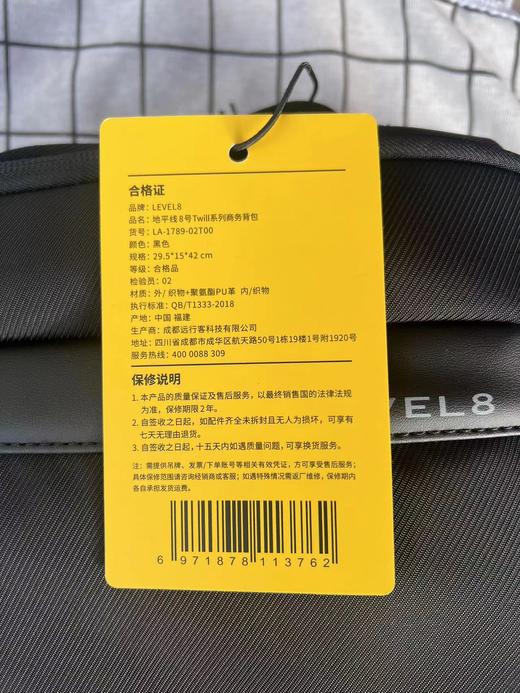 合格证
品牌：LEVEL8
品名：地平线8号Twill系列商务背包
货号：LA-1789-02T00
颜色：黑色
规格：29.5*15*42 cm
等级：合格品
检验员：02
材质：外/ 织物+聚氨酯PU革 内/织物
执行标准：QB/T1333-2018
产地：中国 福建
生产商：成都远行客科技有限公司
地址：四川省成都市成华区航天路50号1栋19楼附1920号
服务热线：400 0088 309
保修说明
1. 本产品的质量保证及售后服务，以最终销售国的法律法规
为准，保修期限2年。
2. 自签收之日起，如配件齐全未拆封且无人为损坏，可享有
七天无理由退货。
3. 自签收之日起，十五天内如遇质量问题，可享换货服务。
注：需提供吊牌、发票/下单账号等相关有效凭证，方可享受售后服务；
具体保修范围请咨询经销商或客服；如遇特殊情况需返厂维修，保修期内
各自承担发货运费。
6 971878 113762
VEL8